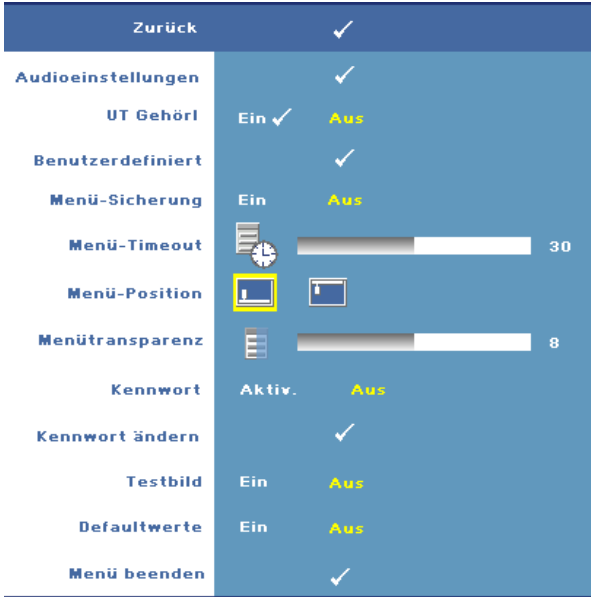 Zurück
Audioeinstellungen
UT Gehörl Ein Aus
Benutzerdefiniert
Menü-Sicherung Ein Aus
Menü-Timeout 30
Menü-Position
Menütransparenz 8
Kennwort Aktiv. Aus
Kennwort ändern
Testbild Ein Aus
Defaultwerte Ein Aus
Menü beenden